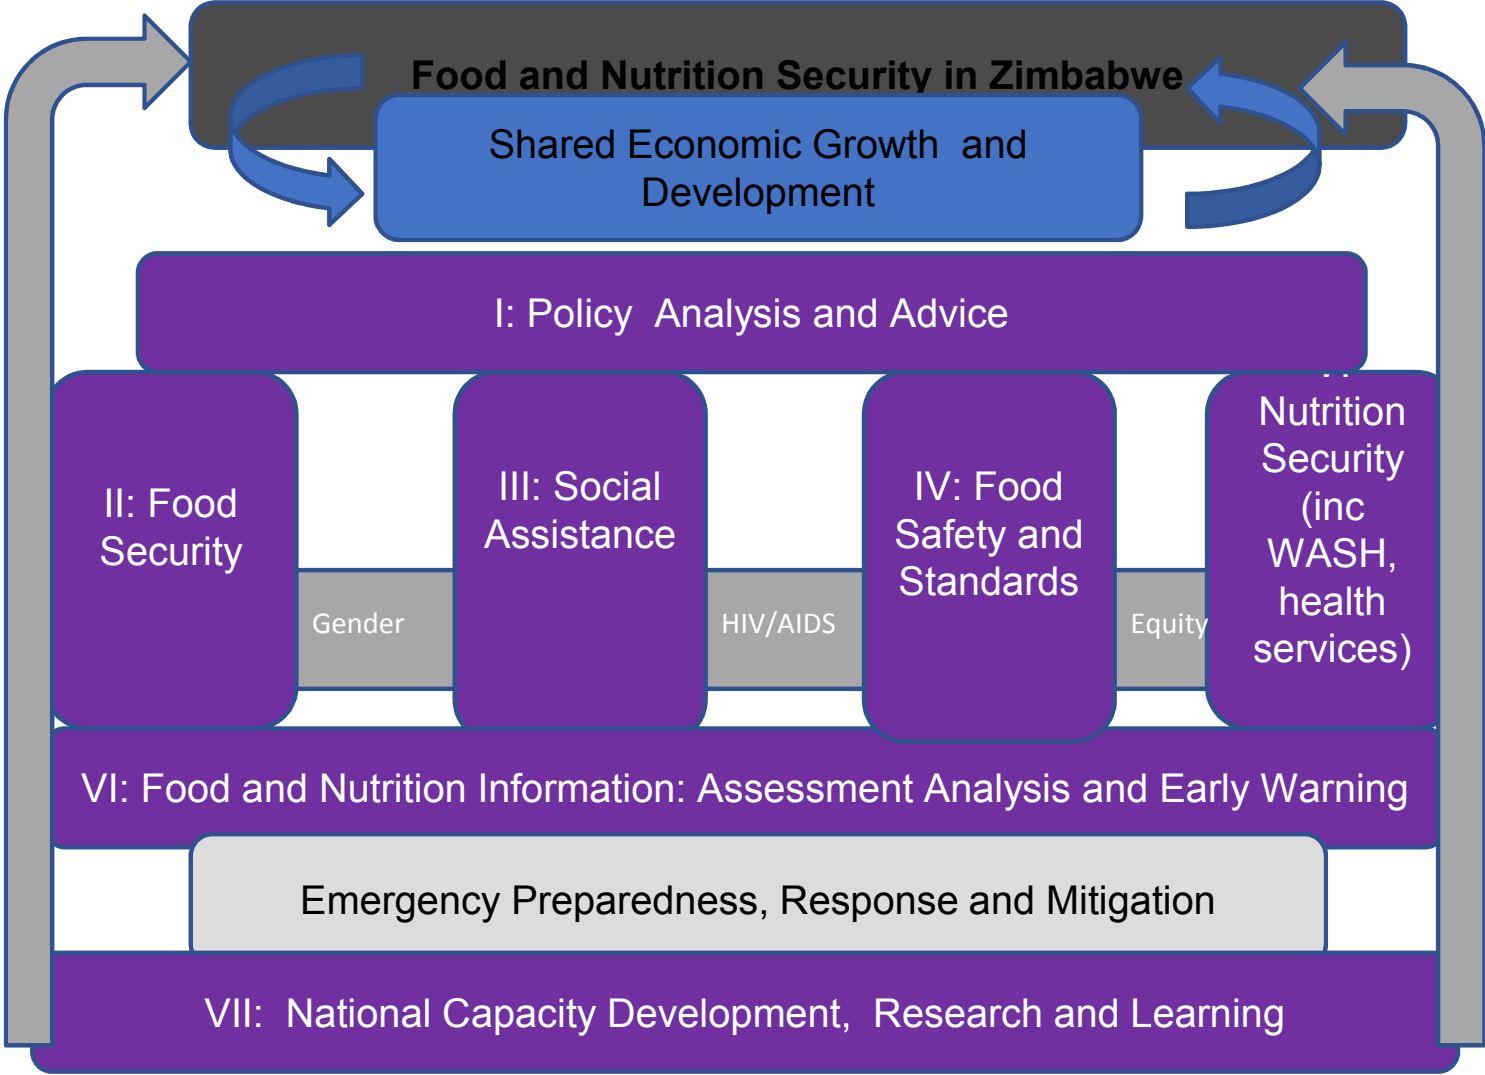 Food and Nutrition Security in Zimbabwe
Shared Economic Growth and
Development
I: Policy Analysis and Advice
II: Food
Security
III: Social
Assistance
IV: Food
Safety and
Standards
Nutrition
Security
(inc
WASH,
health
services)
Gender
HIV/AIDS
Equity
VI: Food and Nutrition Information: Assessment Analysis and Early Warning
Emergency Preparedness, Response and Mitigation
VII: National Capacity Development, Research and Learning